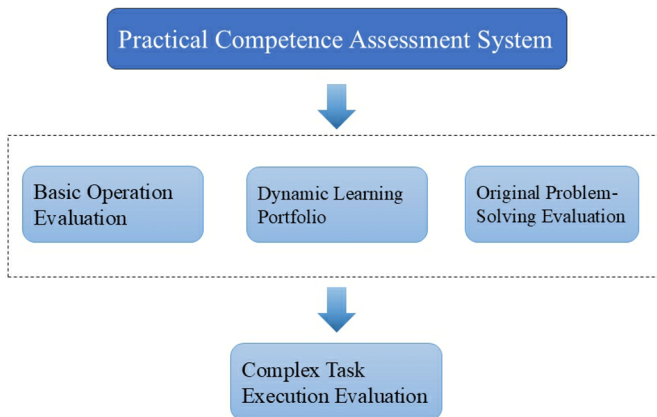 Practical Competence Assessment System
Basic Operation
Evaluation
Dynamic Learning
Portfolio
Original Problem-
Solving Evaluation
Complex Task
Execution Evaluation